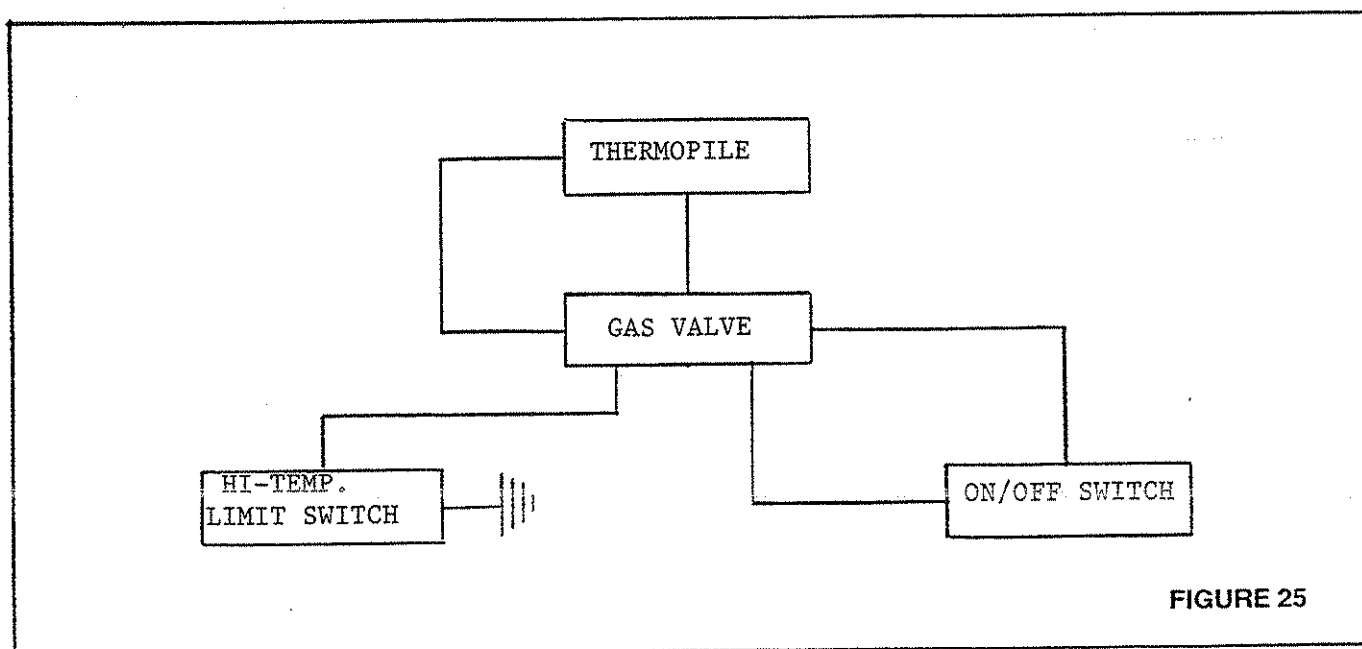 THERMOPILE
GAS VALVE
HI-TEMP.
LIMIT SWITCH
ON/OFF SWITCH
FIGURE 25